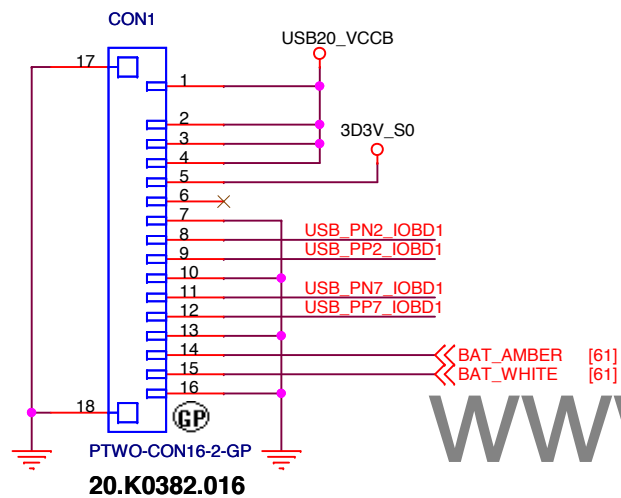 CON1
USB20_VCCB
17
1
3D3V_S0
2
3
4
5
6
7
8 USB_PN2_IOBD1
9 USB_PP2_IOBD1
10
11 USB_PN7_IOBD1
12 USB_PP7_IOBD1
13
14 BAT_AMBER [61]
15 BAT_WHITE [61]
16
18
GP
PTWO-CON16-2-GP
20.K0382.016
WW